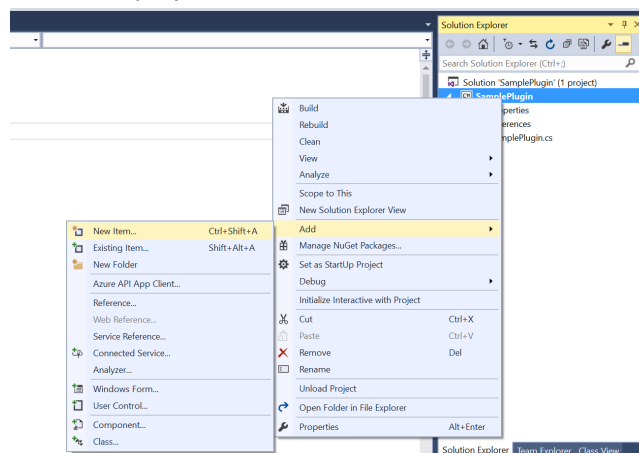 Solution Explorer
Search Solution Explorer (Ctrl+;)
Solution 'SamplePlugin' (1 project)
C#
SamplePlugin
Build
Rebuild
Clean
View
Analyze
Scope to This
New Solution Explorer View
Add
Manage NuGet Packages...
Set as StartUp Project
Debug
Initialize Interactive with Project
Cut Ctrl+X
Paste Ctrl+V
Remove Del
Rename
Unload Project
Open Folder in File Explorer
Properties Alt+Enter
New Item... Ctrl+Shift+A
Existing Item... Shift+Alt+A
New Folder
Azure API App Client...
Reference...
Web Reference...
Service Reference...
Connected Service...
Analyzer...
Windows Form...
User Control...
Component...
Class...
Solution Explorer Team Explorer Class View